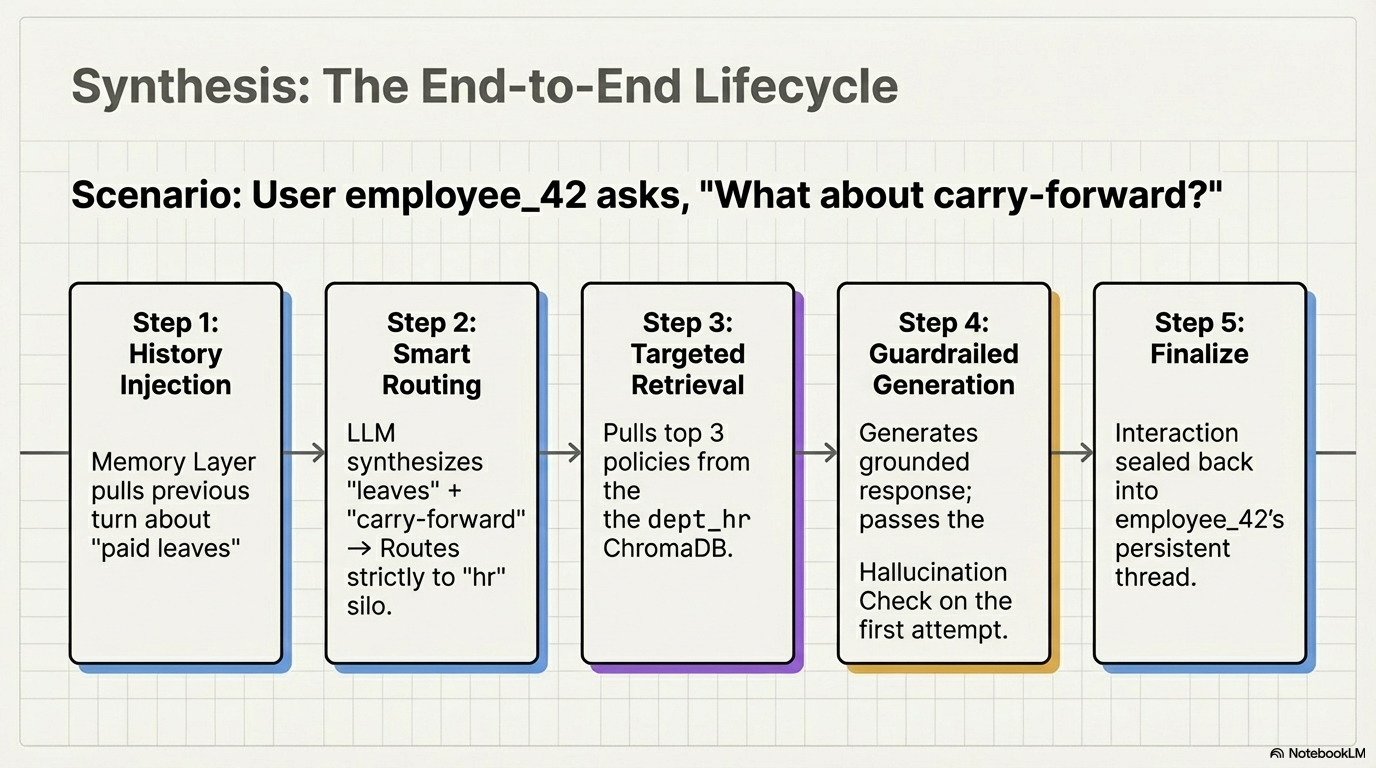 Synthesis: The End-to-End Lifecycle
Scenario: User employee_42 asks, "What about carry-forward?"
Step 1:
History
Injection
Memory Layer
pulls previous
turn about
"paid leaves"
Step 2:
Smart
Routing
LLM
synthesizes
"leaves" +
"carry-forward"
→ Routes
strictly to "hr"
silo.
Step 3:
Targeted
Retrieval
Pulls top 3
policies from
the
the dept_hr
ChromaDB.
Step 4:
Guardrailed
Generation
Generates
grounded
response;
passes the
Hallucination
Check on the
first attempt.
Step 5:
Finalize
Interaction
sealed back
into
employee_42’s
persistent
thread.
NotebookLM